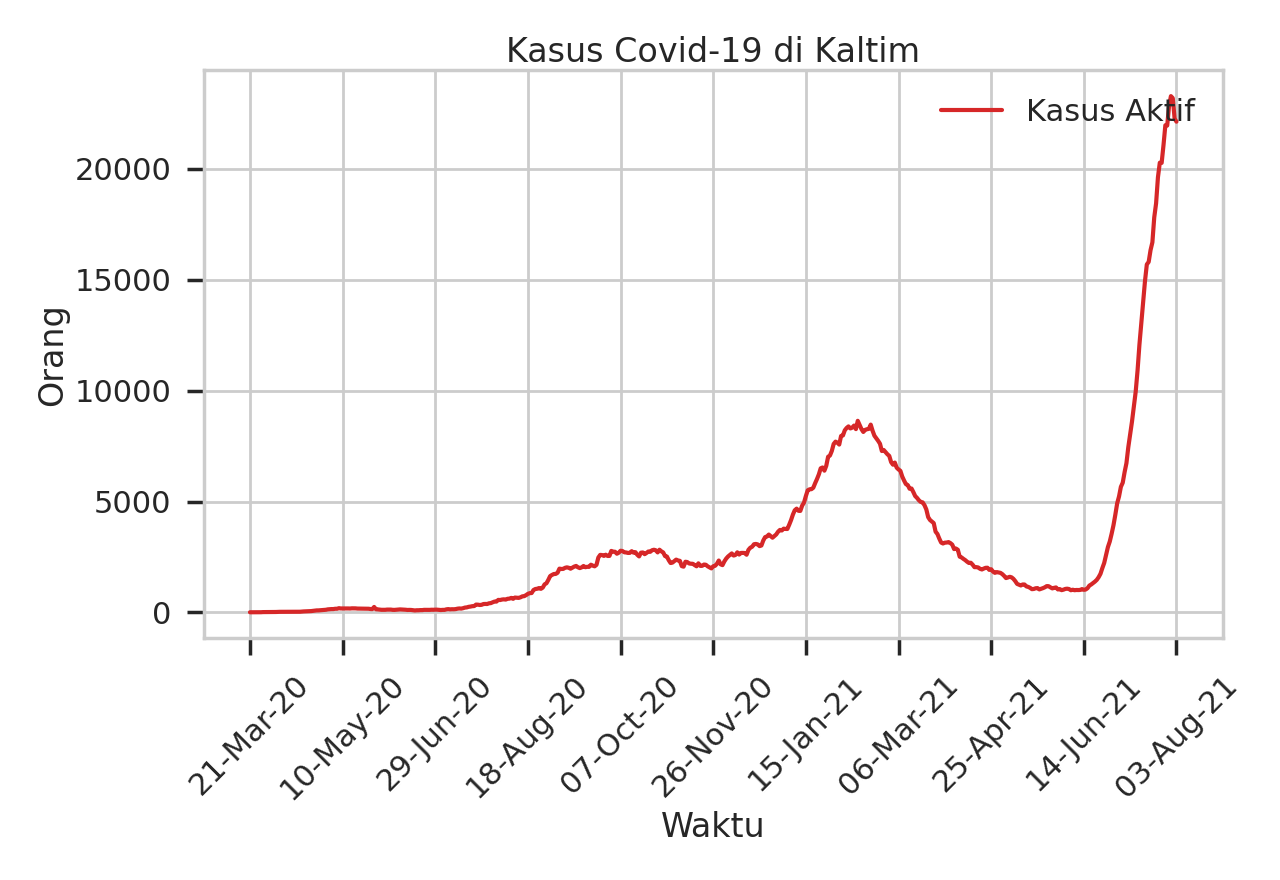 Kasus Covid-19 di Kaltim
Kasus Aktif
20000
15000
10000
5000
0
Orang
21-Mar-20
10-May-20
29-Jun-20
18-Aug-20
07-Oct-20
26-Nov-20
15-Jan-21
06-Mar-21
25-Apr-21
14-Jun-21
03-Aug-21
Waktu